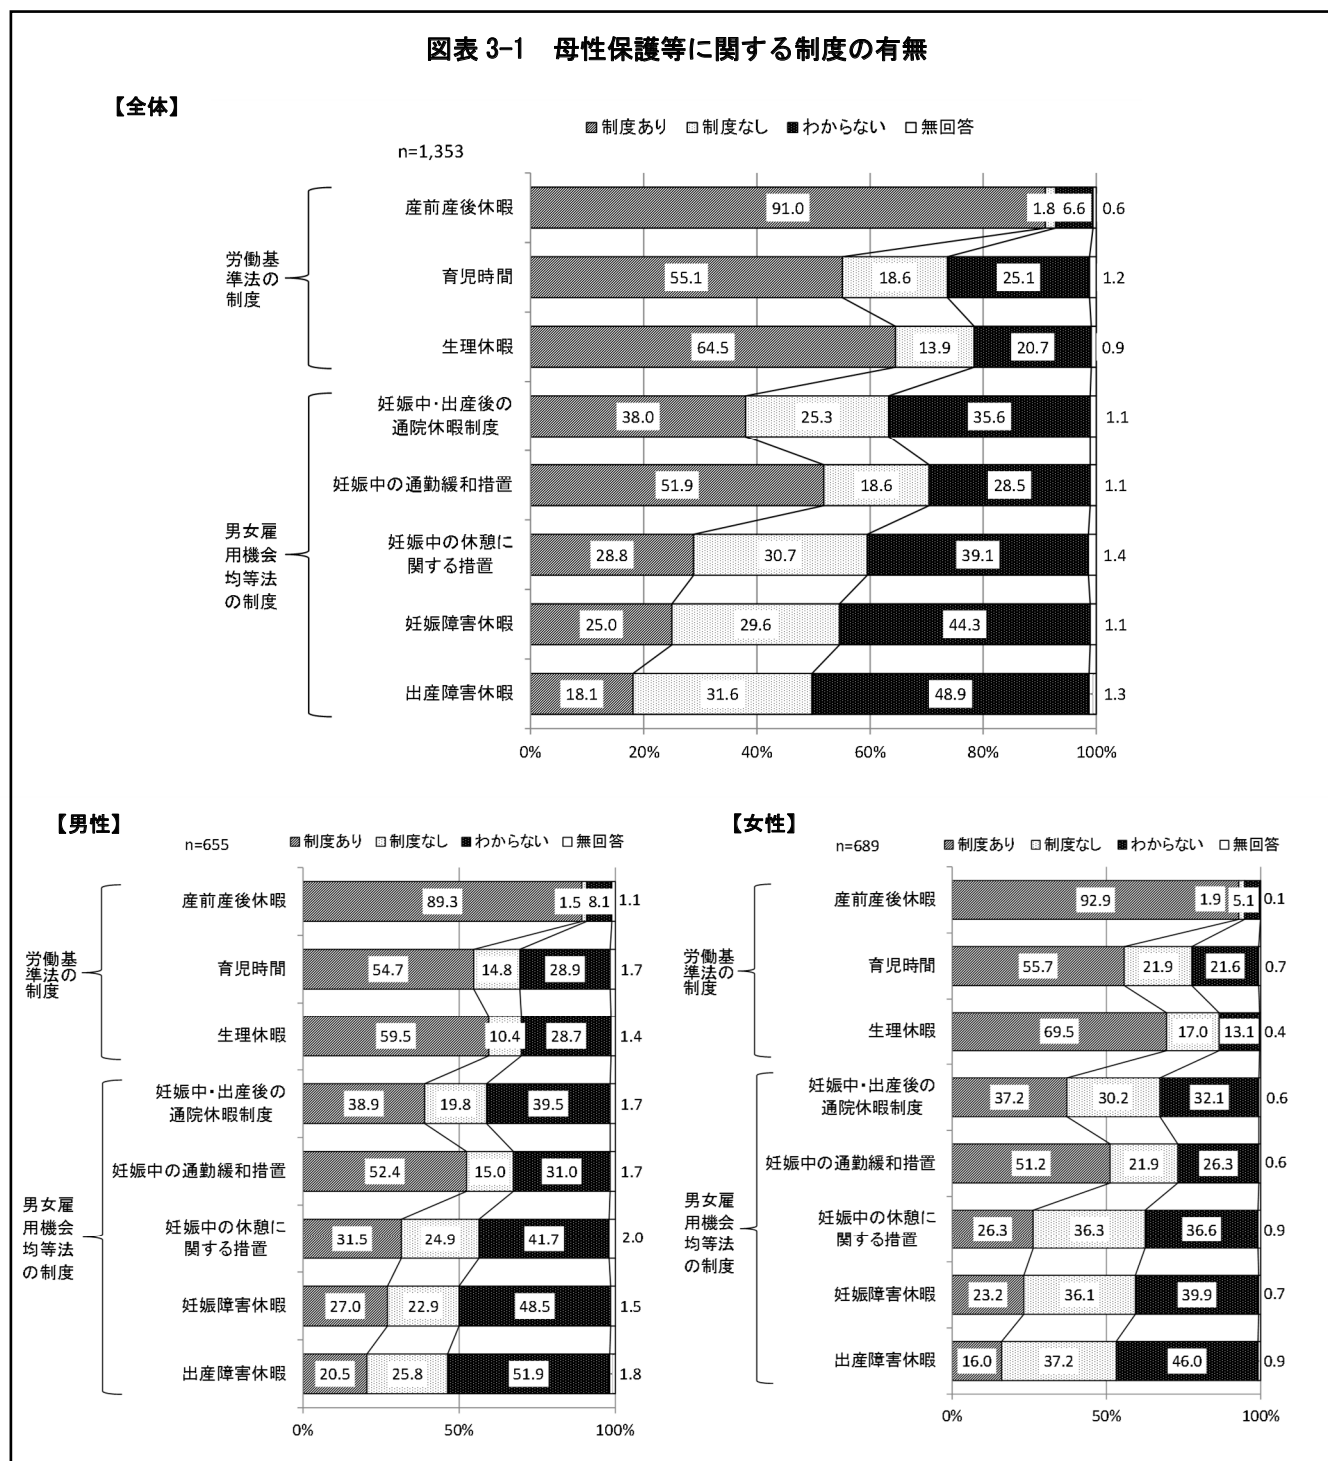 図表 3-1 母性保護等に関する制度の有無
【全体】
制度あり 制度なし わからない 無回答
n=1,353
労働基
準法の
制度
産前産後休暇 91.0 1.8 6.6 0.6
育児時間 55.1 18.6 25.1 1.2
生理休暇 64.5 13.9 20.7 0.9
男女雇
用機会
均等法
の制度
妊娠中・出産後の
通院休暇制度 38.0 25.3 35.6 1.1
妊娠中の通勤緩和措置 51.9 18.6 28.5 1.1
妊娠中の休憩に
関する措置 28.8 30.7 39.1 1.4
妊娠障害休暇 25.0 29.6 44.3 1.1
出産障害休暇 18.1 31.6 48.9 1.3
0% 20% 40% 60% 80% 100%
【男性】
n=655
制度あり 制度なし わからない 無回答
労働基
準法の
制度
産前産後休暇 89.3 1.5 8.1 1.1
育児時間 54.7 14.8 28.9 1.7
生理休暇 59.5 10.4 28.7 1.4
男女雇
用機会
均等法
の制度
妊娠中・出産後の
通院休暇制度 38.9 19.8 39.5 1.7
妊娠中の通勤緩和措置 52.4 15.0 31.0 1.7
妊娠中の休憩に
関する措置 31.5 24.9 41.7 2.0
妊娠障害休暇 27.0 22.9 48.5 1.5
出産障害休暇 20.5 25.8 51.9 1.8
0% 50% 100%
【女性】
n=689
制度あり 制度なし わからない 無回答
労働基
準法の
制度
産前産後休暇 92.9 1.9 5.1 0.1
育児時間 55.7 21.9 21.6 0.7
生理休暇 69.5 17.0 13.1 0.4
男女雇
用機会
均等法
の制度
妊娠中・出産後の
通院休暇制度 37.2 30.2 32.1 0.6
妊娠中の通勤緩和措置 51.2 21.9 26.3 0.6
妊娠中の休憩に
関する措置 26.3 36.3 36.6 0.9
妊娠障害休暇 23.2 36.1 39.9 0.7
出産障害休暇 16.0 37.2 46.0 0.9
0% 50% 100%